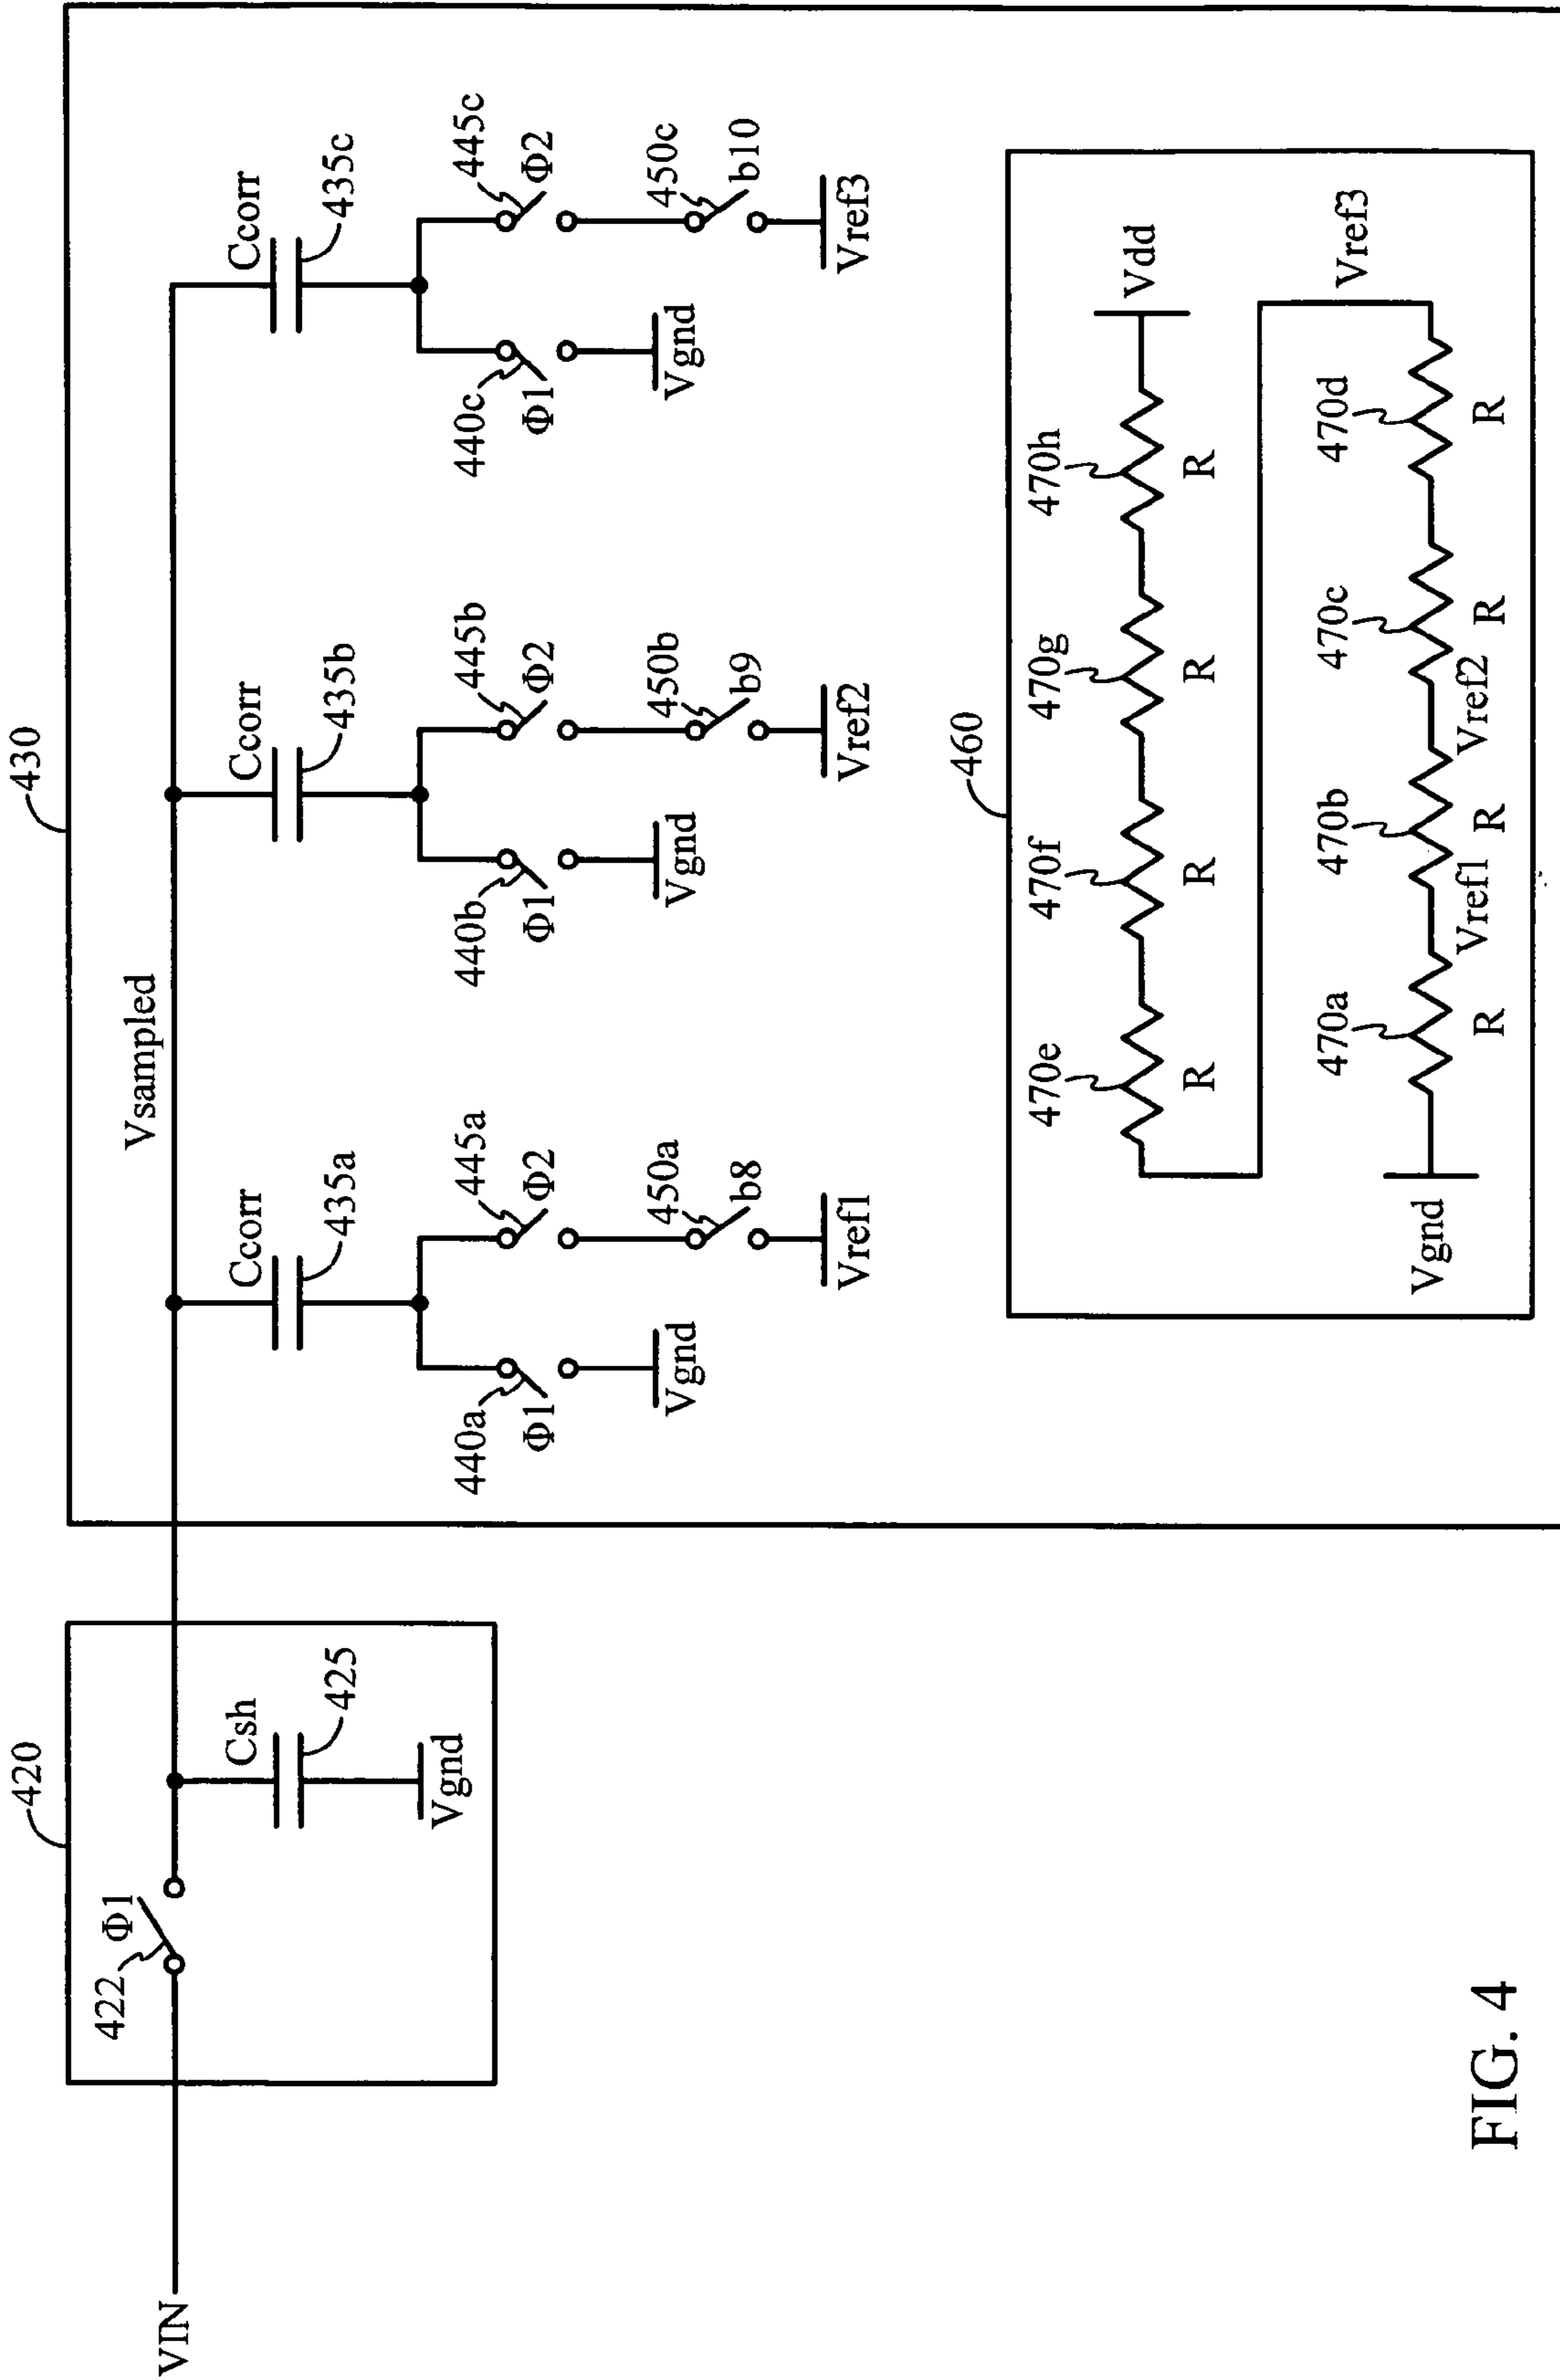 430
420
422
Φ1
Csh
425
Vgnd
VIN
Vsampled
Ccorr
435a
440a
Φ1
Vgnd
445a
Φ2
450a
b8
Vref1
Ccorr
435b
440b
Φ1
Vgnd
445b
Φ2
450b
b9
Vref2
Ccorr
435c
440c
Φ1
Vgnd
445c
Φ2
450c
b10
Vref3
460
470e
R
470f
R
470g
R
470h
R
Vdd
Vgnd
470a
R
Vref1
470b
R
Vref2
470c
R
470d
R
Vref3
FIG. 4